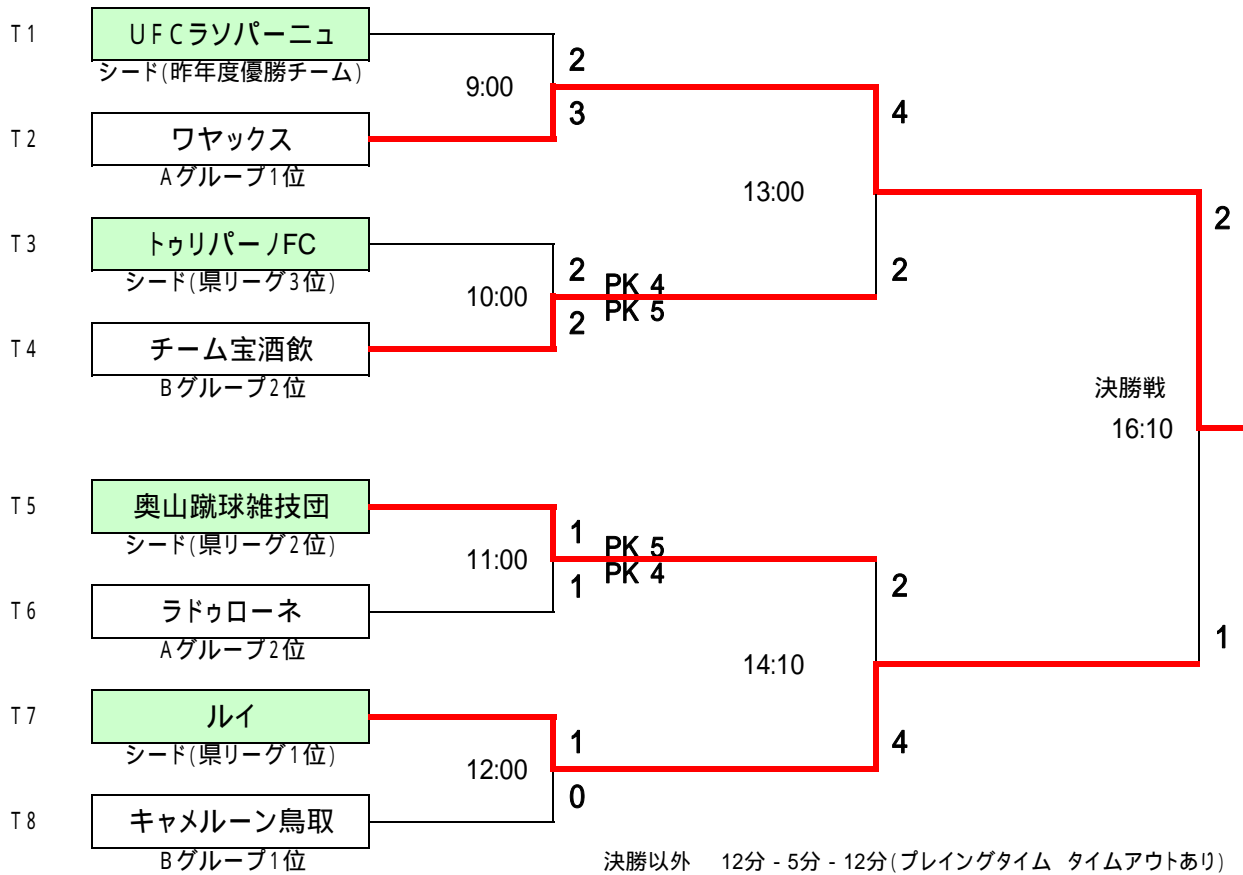 T1
UFCラソパーニュ
シード(昨年度優勝チーム)
9:00
2
3
4
T2
ワヤックス
Aグループ1位
13:00
2
T3
トゥリパーノFC
シード(県リーグ3位)
10:00
2 PK 4
2 PK 5
2
T4
チーム宝酒飲
Bグループ2位
決勝戦
16:10
T5
奥山蹴球雑技団
シード(県リーグ2位)
11:00
1 PK 5
1 PK 4
2
T6
ラドゥローネ
Aグループ2位
14:10
1
T7
ルイ
シード(県リーグ1位)
12:00
1
0
4
T8
キャメルーン鳥取
Bグループ1位
決勝以外 12分 - 5分 - 12分(プレイングタイム タイムアウトあり)